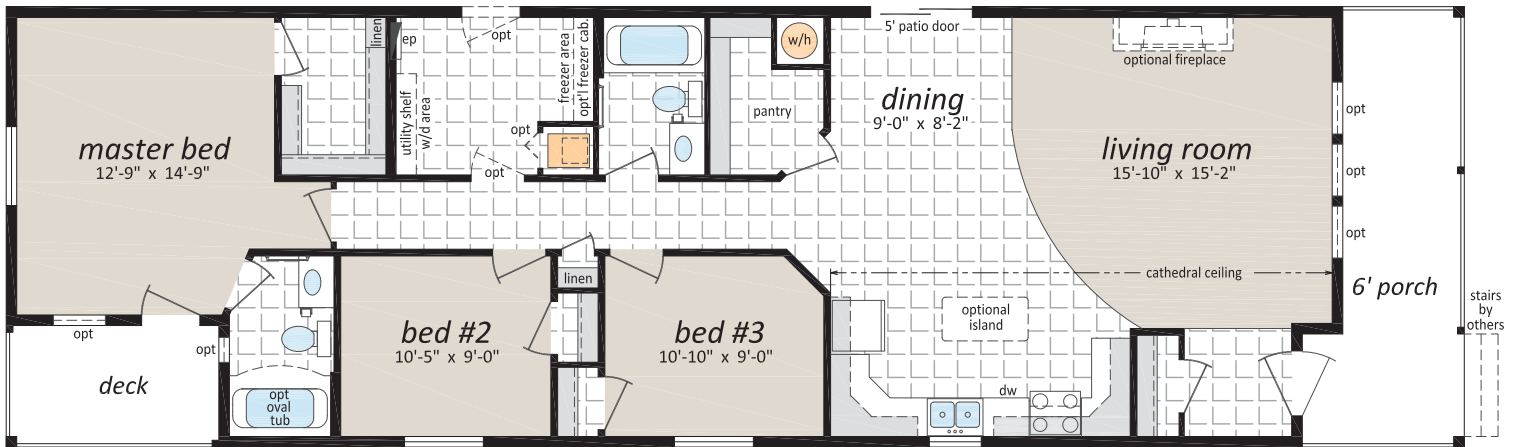 master bed
12'-9" x 14'-9"
linen
ep
opt
utility shelf
w/d area
freezer area
opt'l freezer cab.
opt
opt
pantry
w/h
5' patio door
dining
9'-0" x 8'-2"
optional fireplace
living room
15'-10" x 15'-2"
opt
opt
opt
cathedral ceiling
6' porch
stairs
by
others
opt
opt
deck
opt
oval
tub
bed #2
10'-5" x 9'-0"
linen
bed #3
10'-10" x 9'-0"
optional
island
dw